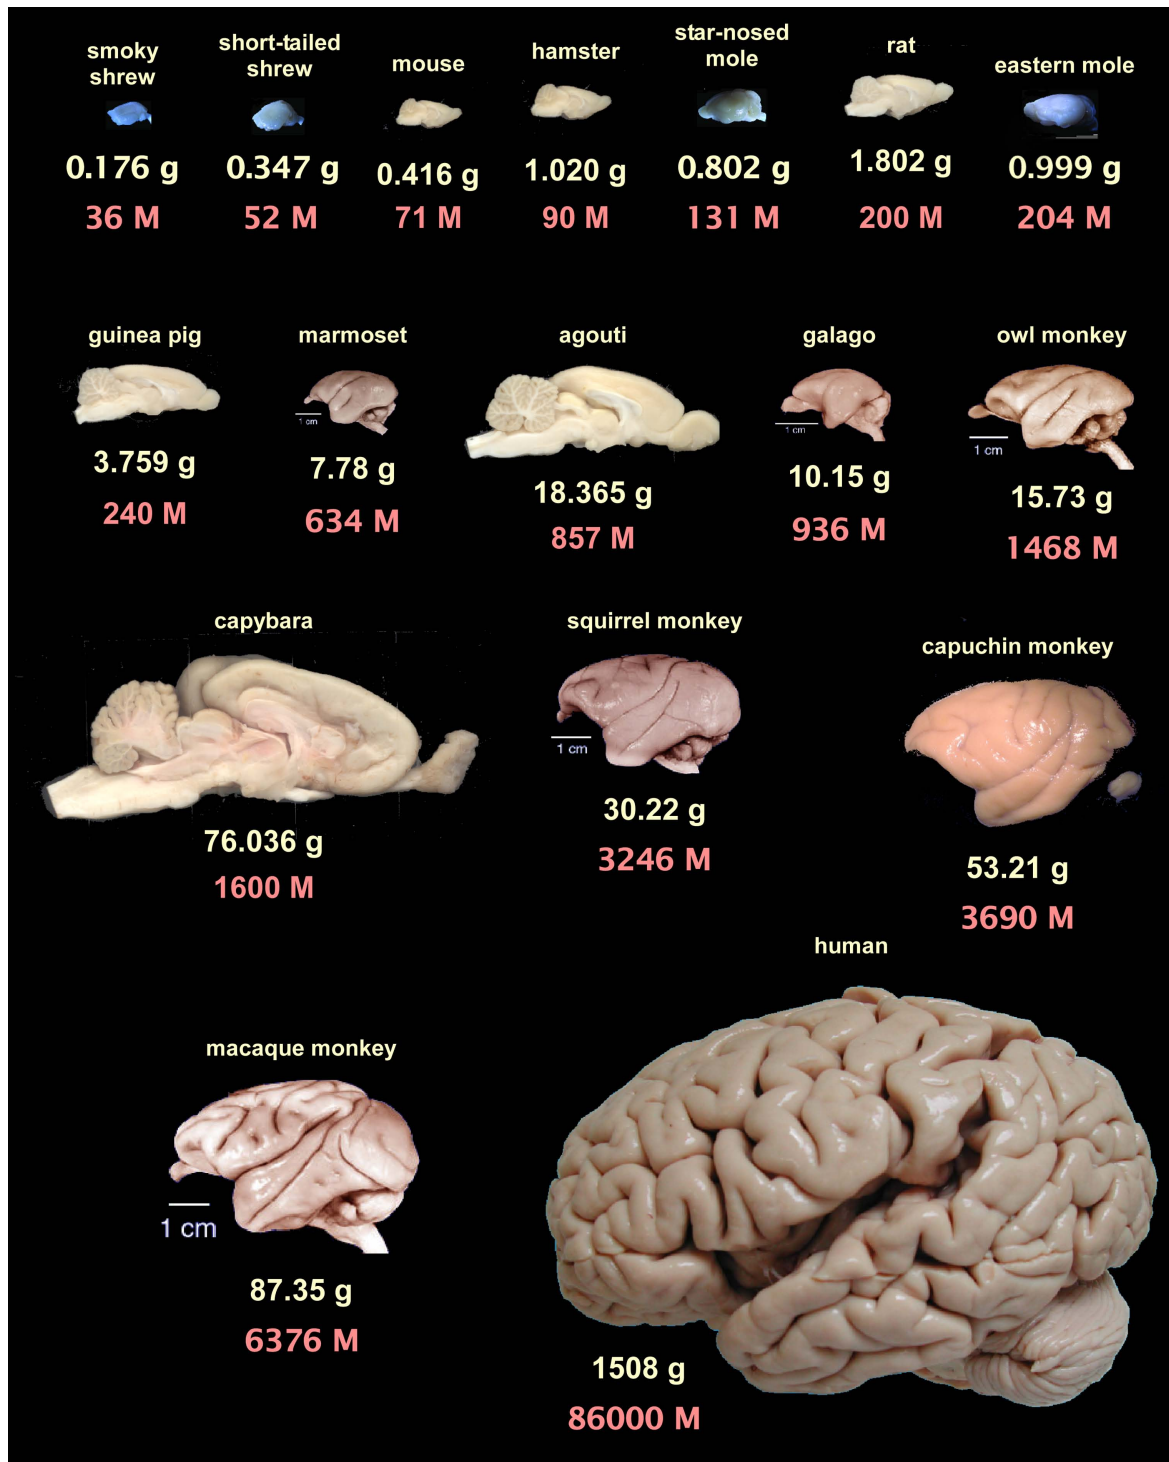 smoky
shrew
0.176 g
36 M
short-tailed
shrew
0.347 g
52 M
mouse
0.416 g
71 M
hamster
1.020 g
90 M
star-nosed
mole
0.802 g
131 M
rat
1.802 g
200 M
eastern mole
0.999 g
204 M
guinea pig
3.759 g
240 M
marmoset
1 cm
7.78 g
634 M
agouti
18.365 g
857 M
galago
1 cm
10.15 g
936 M
owl monkey
1 cm
15.73 g
1468 M
capybara
76.036 g
1600 M
squirrel monkey
1 cm
30.22 g
3246 M
capuchin monkey
53.21 g
3690 M
macaque monkey
1 cm
87.35 g
6376 M
human
1508 g
86000 M